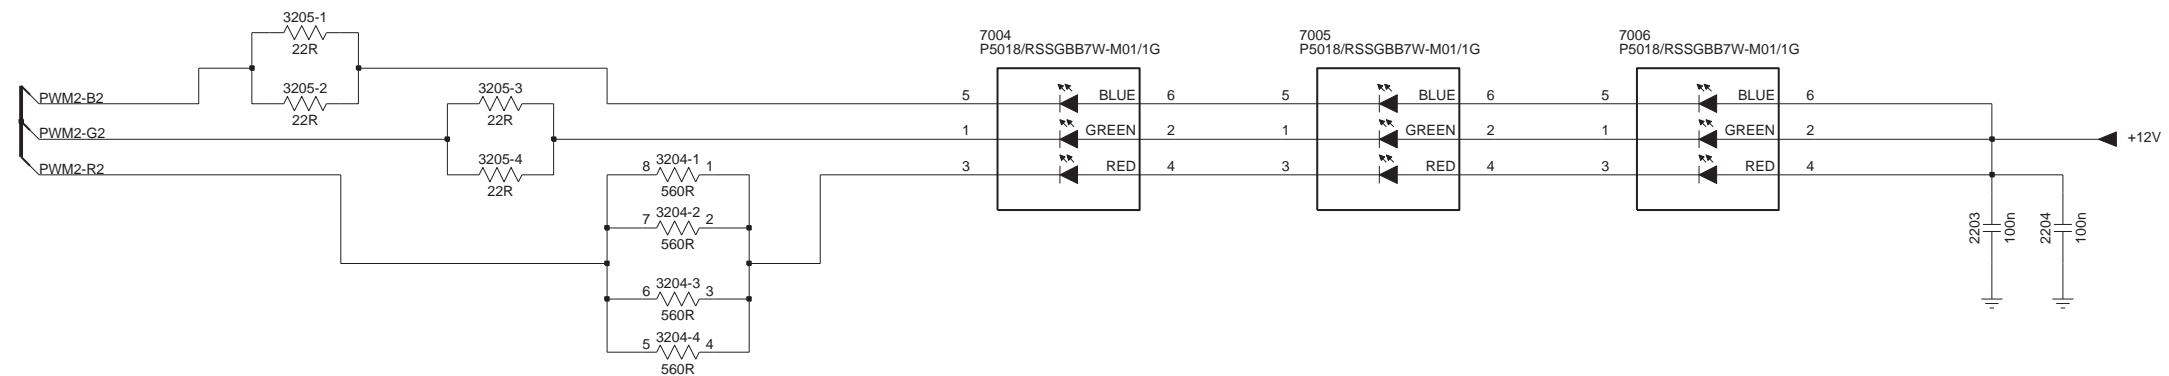 3205-1
22R
3205-2
22R
PWM2-B2
PWM2-G2
PWM2-R2
3205-3
22R
3205-4
22R
8 3204-1 1
560R
7 3204-2 2
560R
6 3204-3 3
560R
5 3204-4 4
560R
7004
P5018/RSSGBB7W-M01/1G
5 BLUE 6
1 GREEN 2
3 RED 4
7005
P5018/RSSGBB7W-M01/1G
5 BLUE 6
1 GREEN 2
3 RED 4
7006
P5018/RSSGBB7W-M01/1G
5 BLUE 6
1 GREEN 2
3 RED 4
+12V
2203
100n
2204
100n